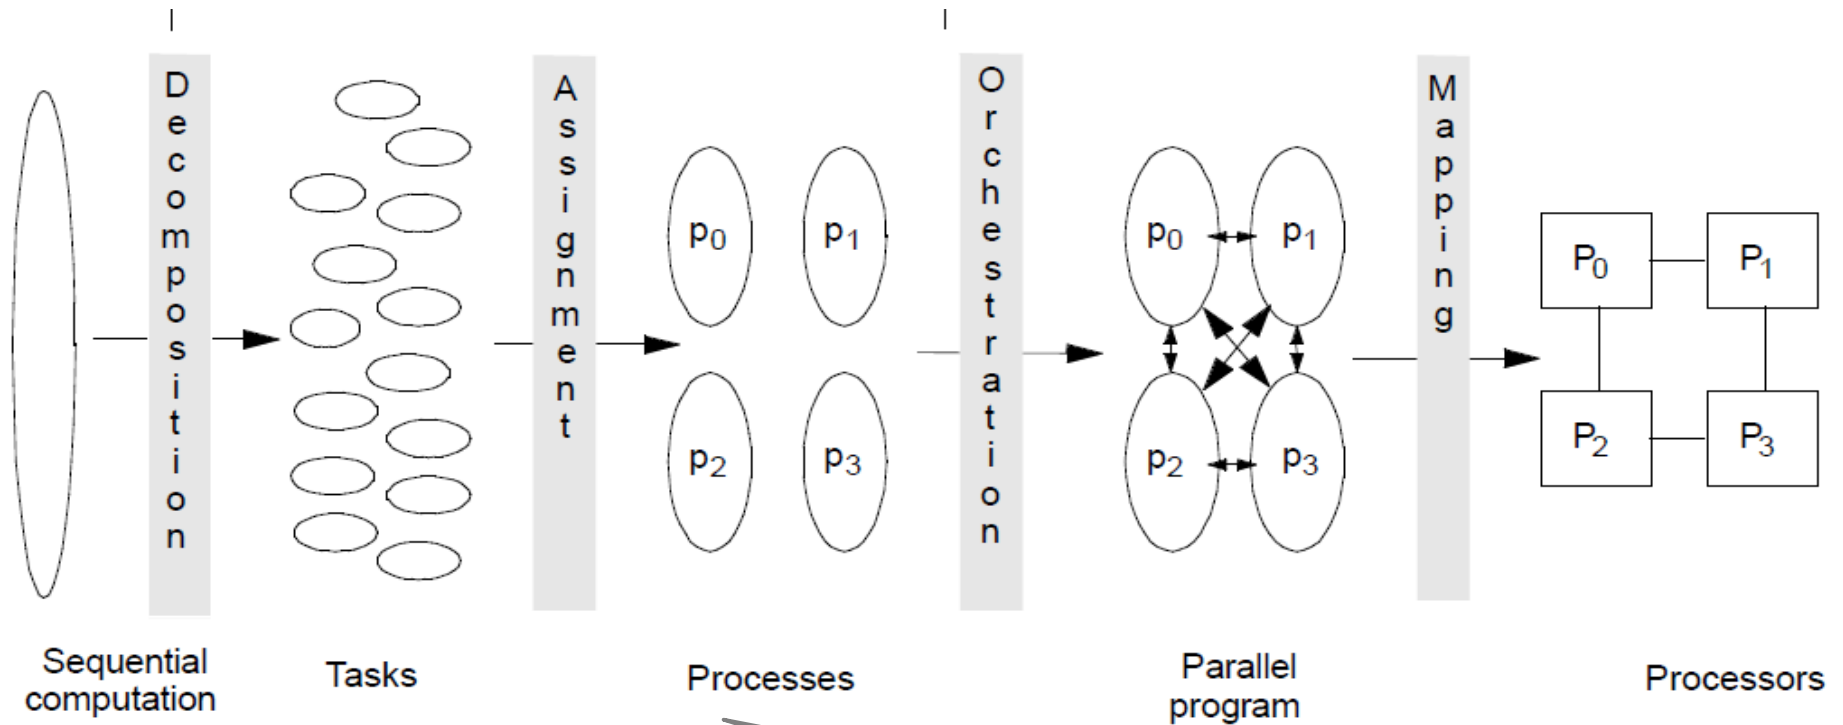 Decomposition
Assignment
Orchestration
Mapping
p0
p1
p2
p3
p0
p1
p2
p3
P0
P1
P2
P3
Sequential
computation
Tasks
Processes
Parallel
program
Processors